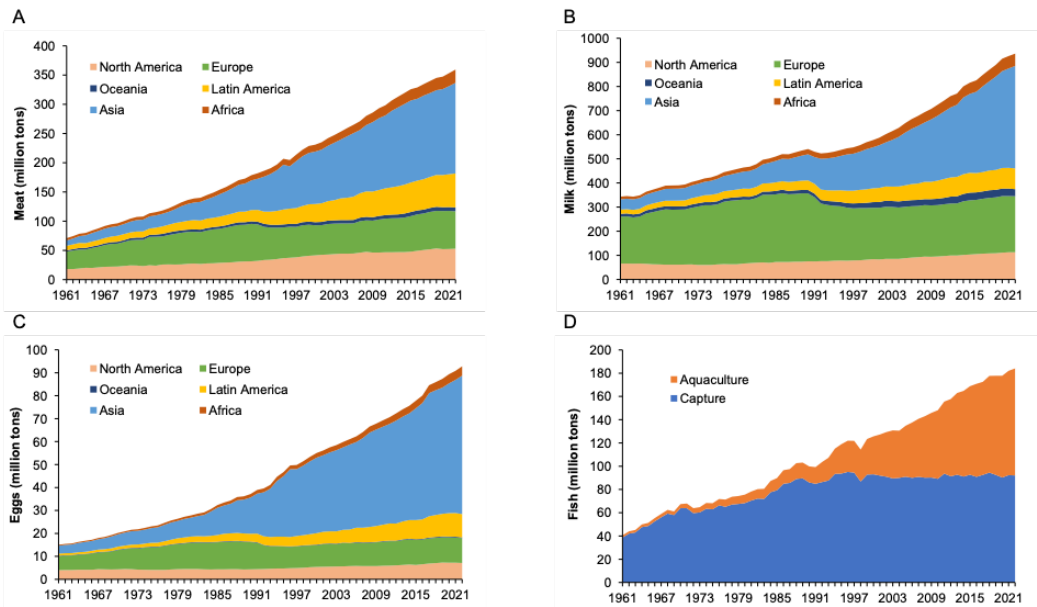 A
Meat (million tons)
400
350
300
250
200
150
100
50
0
North America
Europe
Oceania
Latin America
Asia
Africa
1961 1967 1973 1979 1985 1991 1997 2003 2009 2015 2021
B
Milk (million tons)
1000
900
800
700
600
500
400
300
200
100
0
North America
Europe
Oceania
Latin America
Asia
Africa
1961 1967 1973 1979 1985 1991 1997 2003 2009 2015 2021
C
Eggs (million tons)
100
90
80
70
60
50
40
30
20
10
0
North America
Europe
Oceania
Latin America
Asia
Africa
1961 1967 1973 1979 1985 1991 1997 2003 2009 2015 2021
D
Fish (million tons)
200
180
160
140
120
100
80
60
40
20
0
Aquaculture
Capture
1961 1967 1973 1979 1985 1991 1997 2003 2009 2015 2021